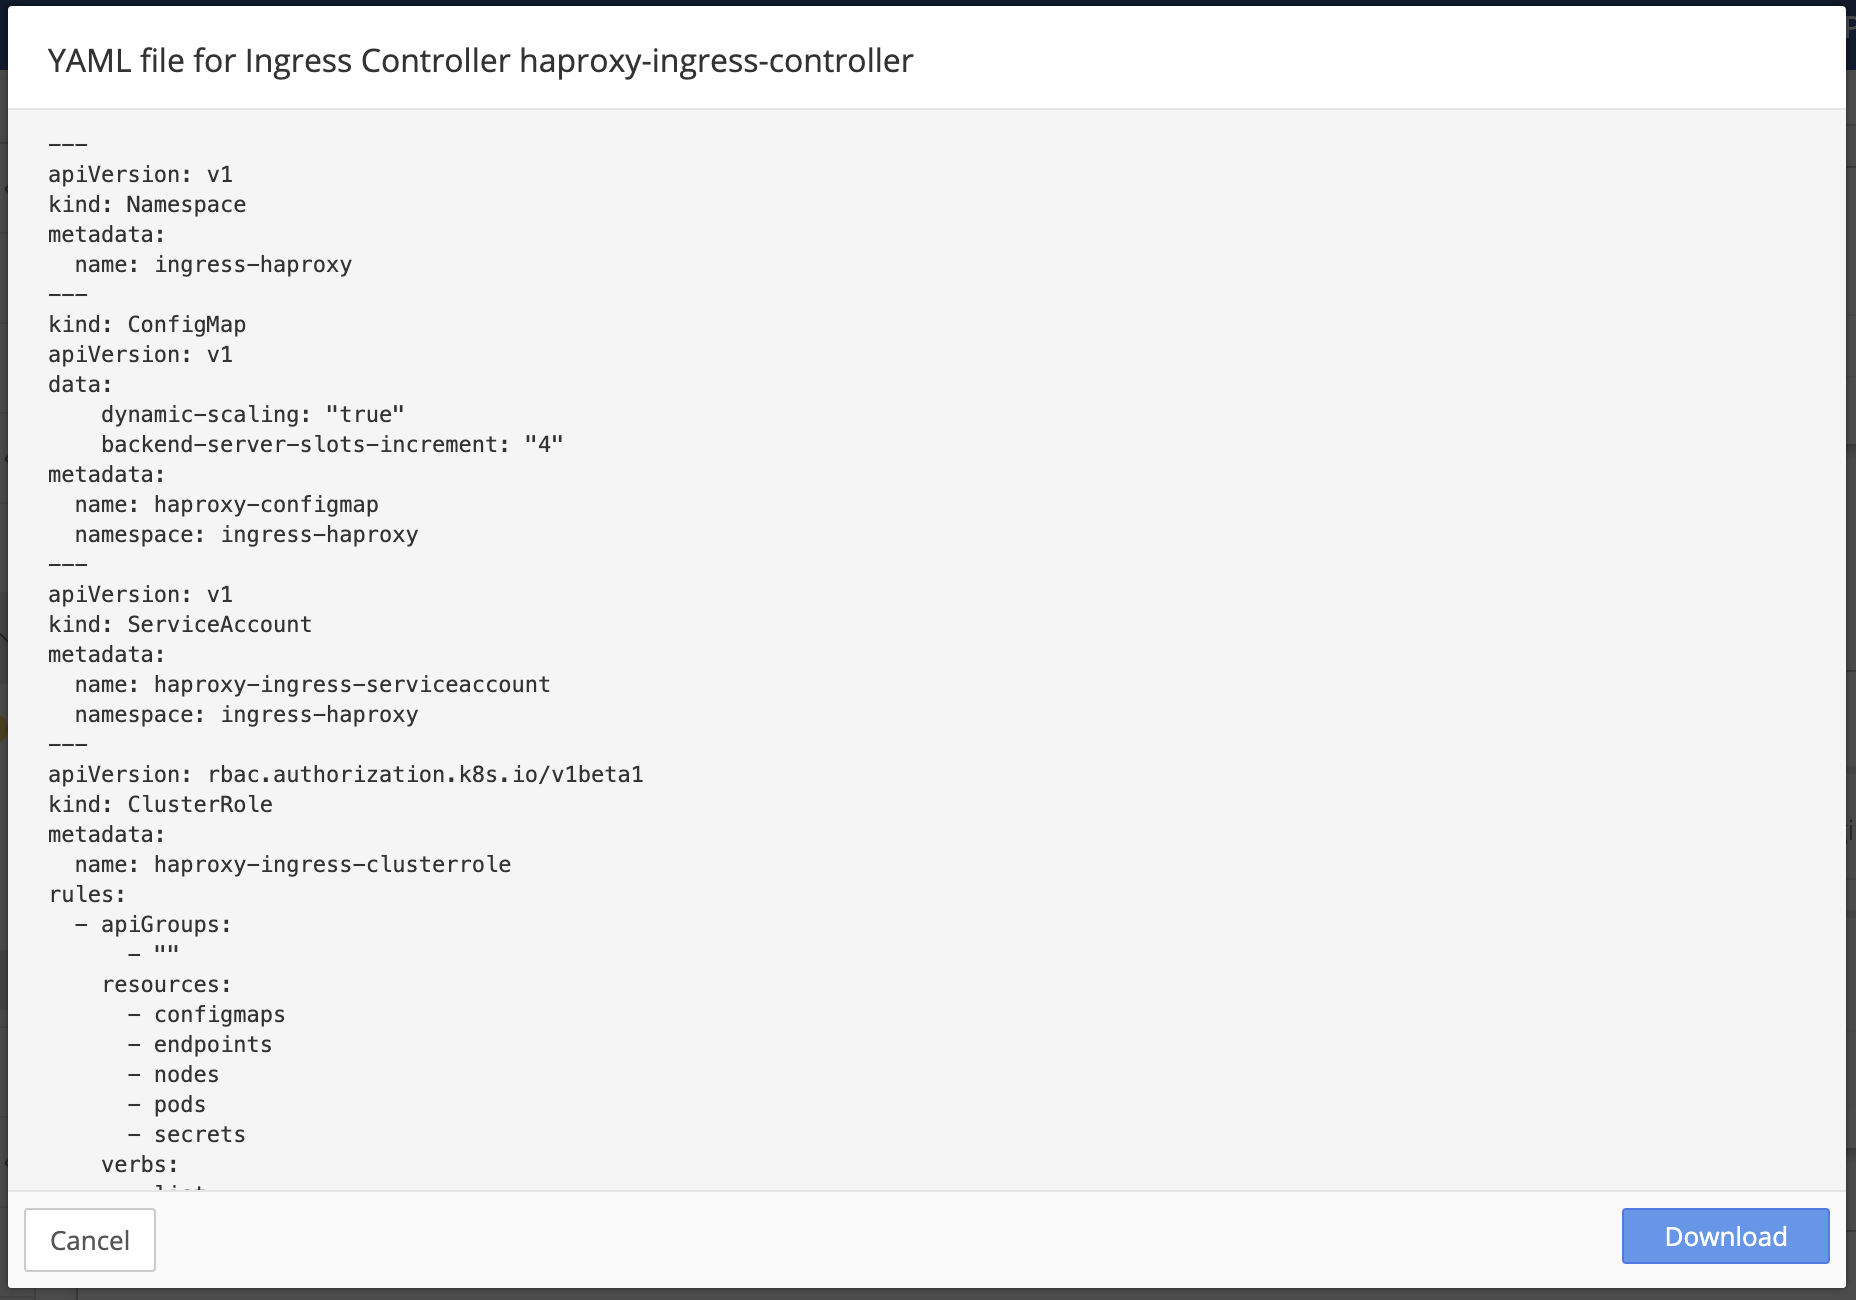 YAML file for Ingress Controller haproxy-ingress-controller
---
apiVersion: v1
kind: Namespace
metadata:
  name: ingress-haproxy
---
kind: ConfigMap
apiVersion: v1
data:
    dynamic-scaling: "true"
    backend-server-slots-increment: "4"
metadata:
  name: haproxy-configmap
  namespace: ingress-haproxy
---
apiVersion: v1
kind: ServiceAccount
metadata:
  name: haproxy-ingress-serviceaccount
  namespace: ingress-haproxy
---
apiVersion: rbac.authorization.k8s.io/v1beta1
kind: ClusterRole
metadata:
  name: haproxy-ingress-clusterrole
rules:
  - apiGroups:
      - ""
    resources:
      - configmaps
      - endpoints
      - nodes
      - pods
      - secrets
    verbs:
Cancel
Download